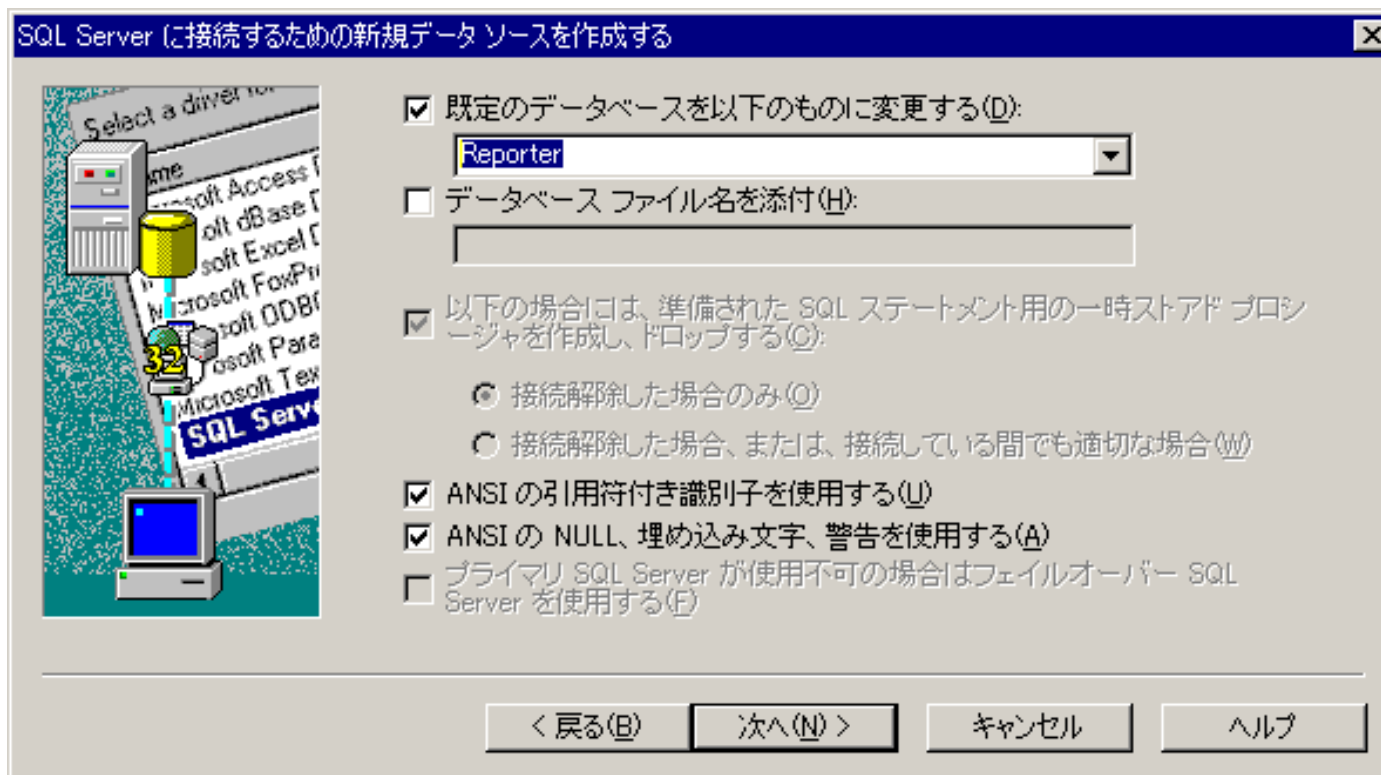 SQL Server に接続するための新規データ ソースを作成する
Select a driver for
me
soft Access
oft dBase D
soft Excel D
crosoft FoxPr
soft ODBC
osoft Para
Microsoft Tex
SQL Serve
32
既定のデータベースを以下のものに変更する(D):
Reporter
データベース ファイル名を添付(H):
以下の場合には、準備された SQL ステートメント用の一時ストアド プロシ
ージャを作成し、ドロップする(C):
接続解除した場合のみ(O)
接続解除した場合、または、接続している間でも適切な場合(W)
ANSI の引用符付き識別子を使用する(U)
ANSI の NULL、埋め込み文字、警告を使用する(A)
プライマリ SQL Server が使用不可の場合はフェイルオーバー SQL
Server を使用する(F)
< 戻る(B)
次へ(N) >
キャンセル
ヘルプ